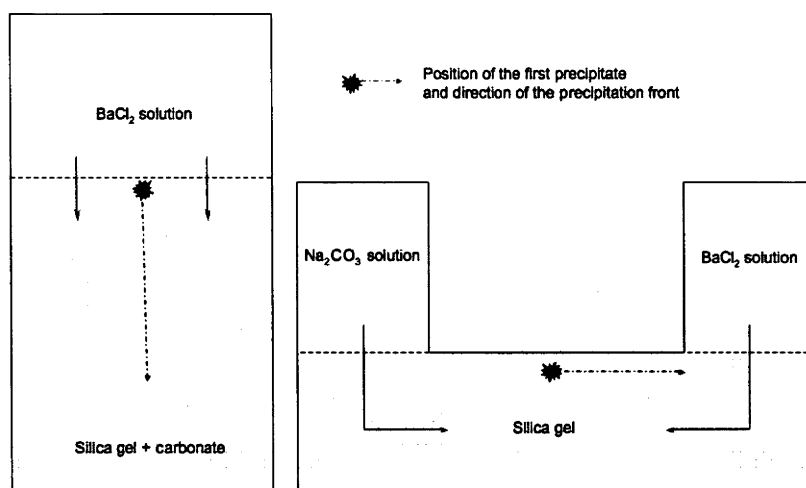 BaCl₂ solution
Position of the first precipitate
and direction of the precipitation front
Na₂CO₃ solution
BaCl₂ solution
Silica gel + carbonate
Silica gel